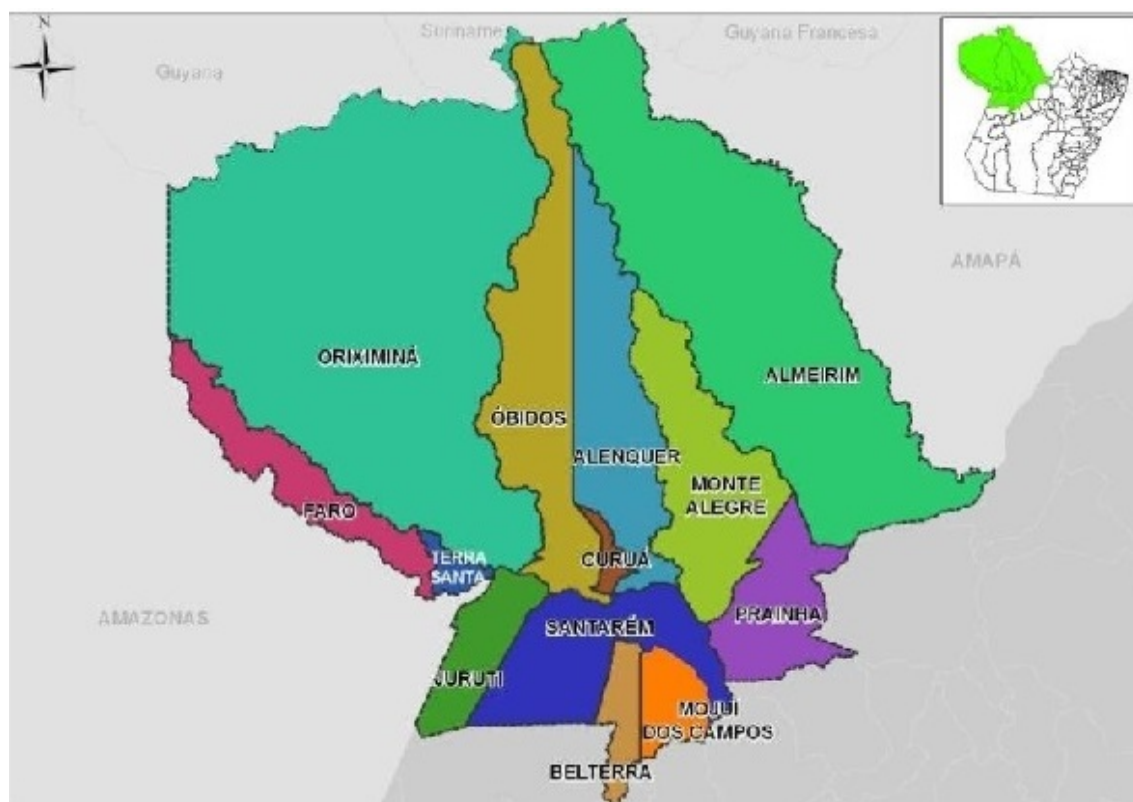 N
Suriname
Guyana Francesa
Guyana
AMAPÁ
ORIXIMINÁ
ALMEIRIM
ÓBIDOS
ALENQUER
MONTE
ALEGRE
FARO
TERRA
SANTA
CURUÁ
AMAZONAS
SANTARÉM
PRAINHA
JURUTI
MOJUÍ
DOS CAMPOS
BELTERRA